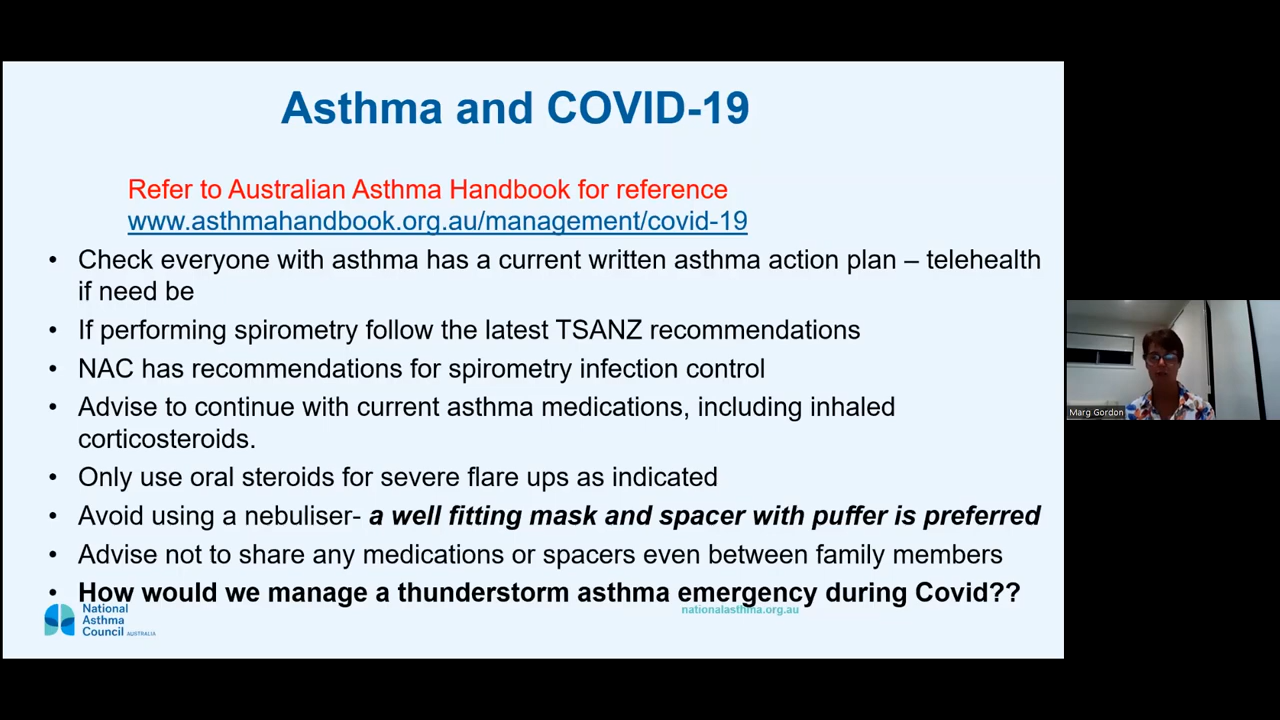 Asthma and COVID-19
Refer to Australian Asthma Handbook for reference
www.asthmahandbook.org.au/management/covid-19
• Check everyone with asthma has a current written asthma action plan – telehealth
if need be
• If performing spirometry follow the latest TSANZ recommendations
• NAC has recommendations for spirometry infection control
• Advise to continue with current asthma medications, including inhaled
corticosteroids.
• Only use oral steroids for severe flare ups as indicated
• Avoid using a nebuliser- a well fitting mask and spacer with puffer is preferred
• Advise not to share any medications or spacers even between family members
• How would we manage a thunderstorm asthma emergency during Covid??
National
Asthma
Council AUSTRALIA
nationalasthma.org.au
Marg Gordon